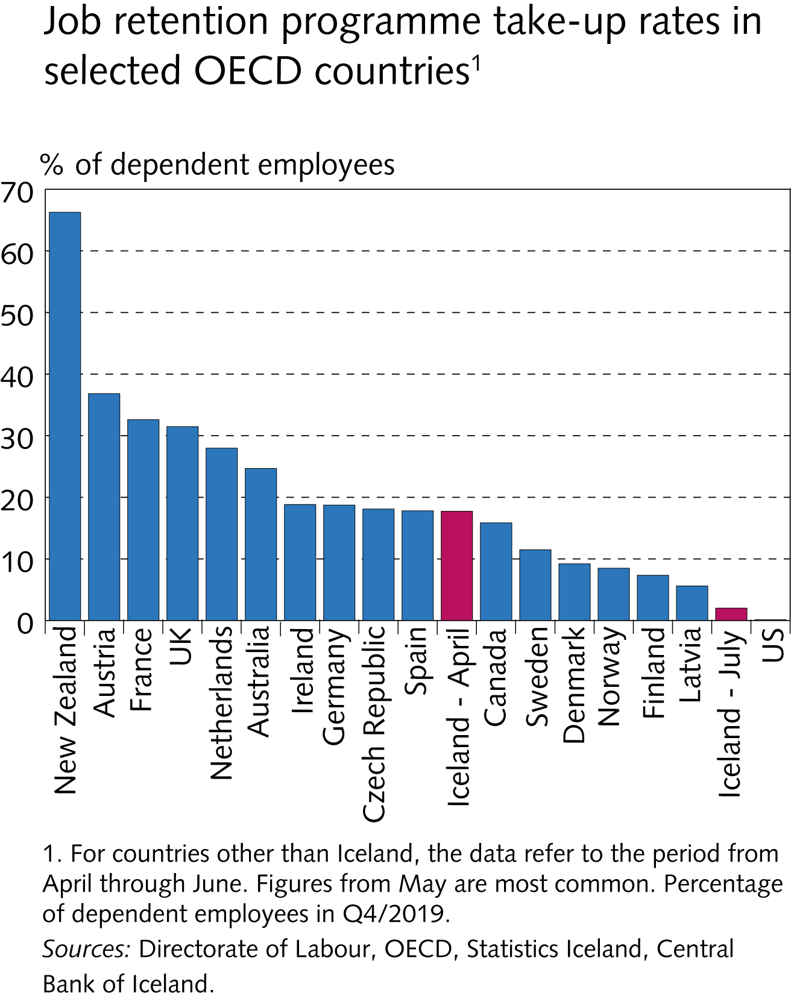 Job retention programme take-up rates in
selected OECD countries¹
% of dependent employees
70
60
50
40
30
20
10
0
New Zealand
Austria
France
UK
Netherlands
Australia
Ireland
Germany
Czech Republic
Spain
Iceland - April
Canada
Sweden
Denmark
Norway
Finland
Latvia
Iceland - July
US
1. For countries other than Iceland, the data refer to the period from
April through June. Figures from May are most common. Percentage
of dependent employees in Q4/2019.
Sources: Directorate of Labour, OECD, Statistics Iceland, Central
Bank of Iceland.